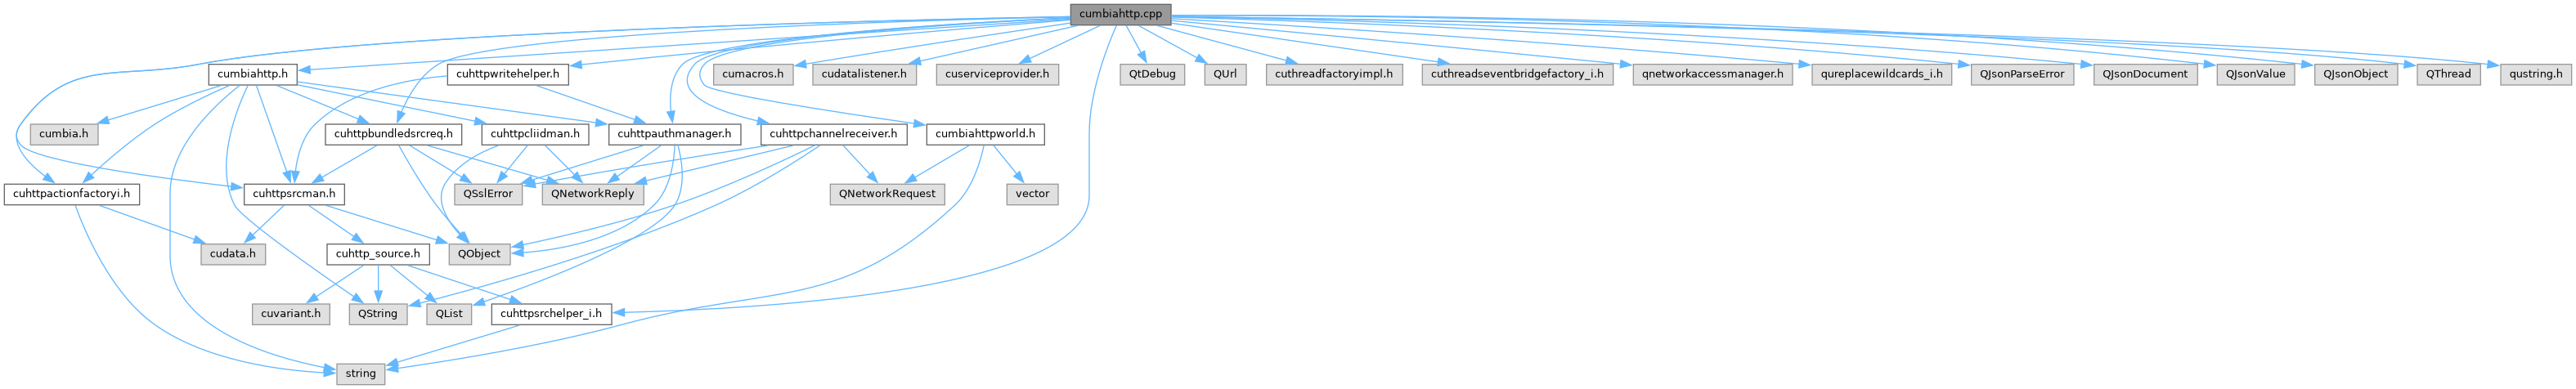 cumbiahttp.cpp
cumbiahttp.h
cuhttpwritehelper.h
cumacros.h
cudatalistener.h
cuserviceprovider.h
QtDebug
QUrl
cuthreadfactoryimpl.h
cuthreadseventbridgefactory_i.h
qnetworkaccessmanager.h
qureplacewildcards_i.h
QJsonParseError
QJsonDocument
QJsonValue
QJsonObject
QThread
qustring.h
cumbia.h
cuhttpbundledsrcreq.h
cuhttpcliidman.h
cuhttpauthmanager.h
cuhttpchannelreceiver.h
cumbiahttpworld.h
cuhttpactionfactoryi.h
cuhttpsrcman.h
QSslError
QNetworkReply
QNetworkRequest
vector
cudata.h
cuhttp_source.h
QObject
cuvariant.h
QString
QList
cuhttpsrchelper_i.h
string